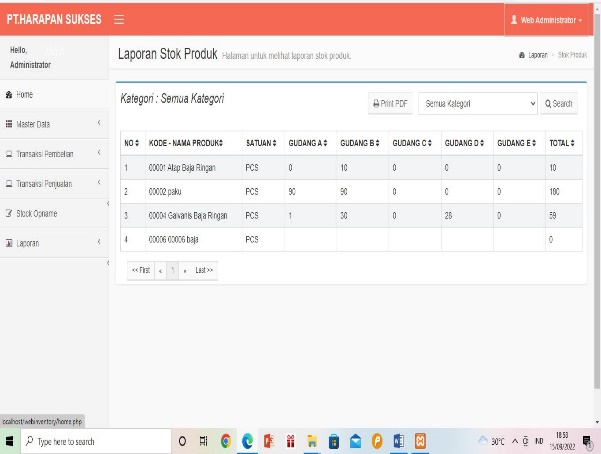 PT.HARAPAN SUKSES
Web Administrator
Hello,
Administrator
Laporan Stok Produk Halaman untuk melihat laporan stok produk.
Laporan - Stok Produk
Home
Master Data
Transaksi Pembelian
Transaksi Penjualan
Stock Opname
Laporan
Kategori : Semua Kategori
Print PDF
Semua Kategori
Search
NO KODE - NAMA PRODUK SATUAN GUDANG A GUDANG B GUDANG C GUDANG D GUDANG E TOTAL
1 00001 Atap Baja Ringan PCS 0 10 0 0 0 10
2 00002 paku PCS 90 90 0 0 0 180
3 00004 Galvanis Baja Ringan PCS 1 30 0 28 0 59
4 00006 00006 baja PCS 0
<< First « 1 » Last >>
localhost/webinventory/home.php
Type here to search
30°C
IND
18:50
15/09/2022